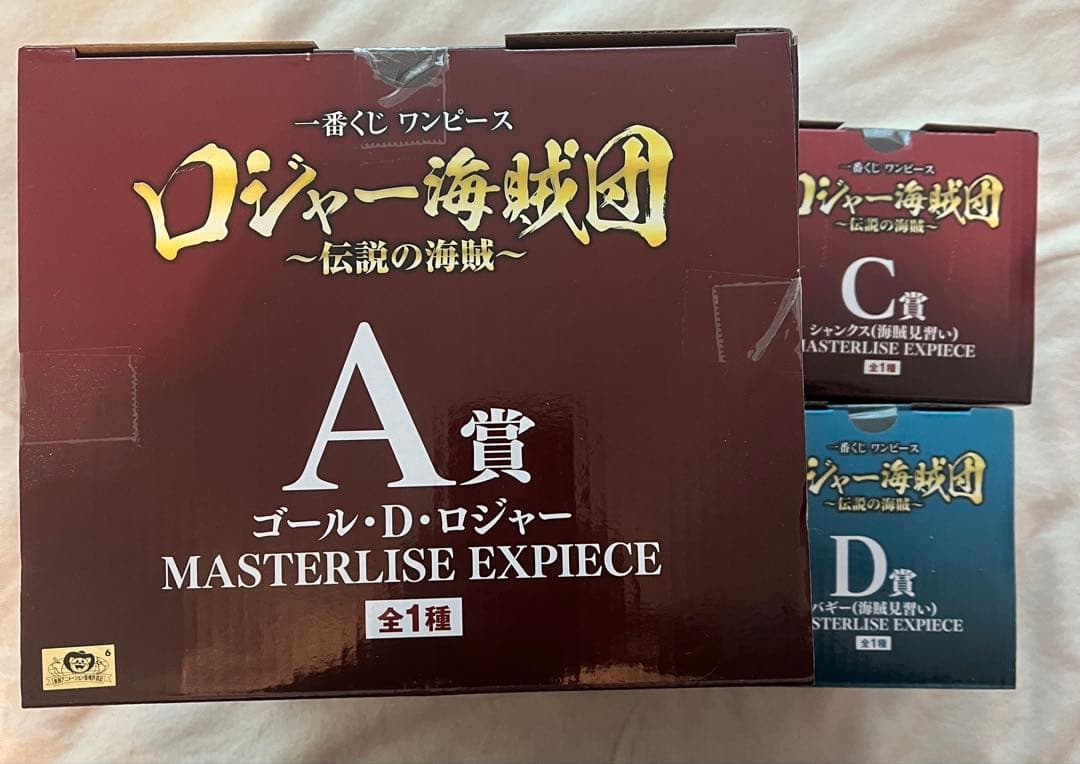 一番くじ ワンピース
ロジャー海賊団
～伝説の海賊～
A賞
ゴール・D・ロジャー
MASTERLISE EXPIECE
全1種
6
一番くじ ワンピース
ロジャー海賊団
～伝説の海賊～
C賞
シャンクス(海賊見習い)
MASTERLISE EXPIECE
全1種
一番くじ ワンピース
ジャー海賊団
～伝説の海賊～
D賞
バギー(海賊見習い)
STERLISE EXPIECE
全1種